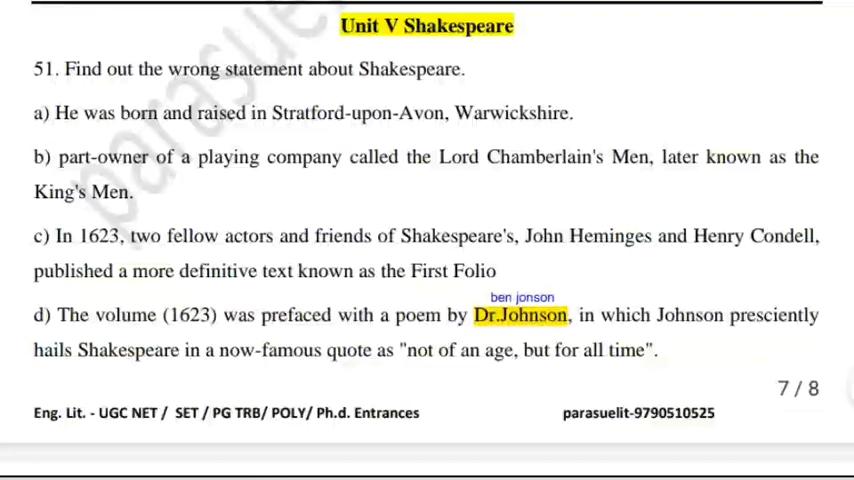 Unit V Shakespeare
51. Find out the wrong statement about Shakespeare.
a) He was born and raised in Stratford-upon-Avon, Warwickshire.
b) part-owner of a playing company called the Lord Chamberlain's Men, later known as the
King's Men.
c) In 1623, two fellow actors and friends of Shakespeare's, John Heminges and Henry Condell,
published a more definitive text known as the First Folio
ben jonson
d) The volume (1623) was prefaced with a poem by Dr.Johnson, in which Johnson presciently
hails Shakespeare in a now-famous quote as "not of an age, but for all time".
7 / 8
Eng. Lit. - UGC NET / SET / PG TRB/ POLY/ Ph.d. Entrances parasuelit-9790510525
parasue